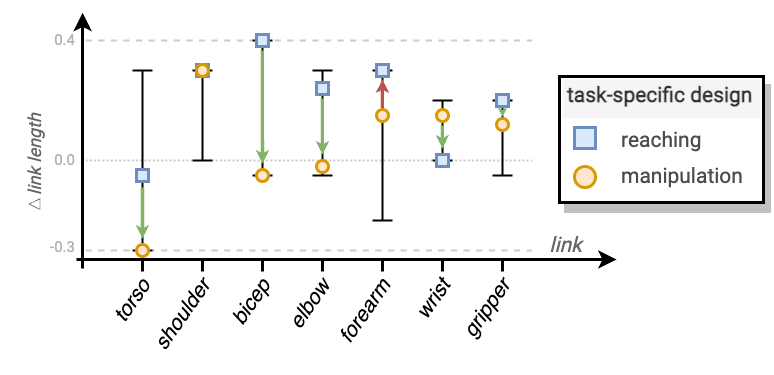 0.4
0.0
-0.3
△ link length
link
torso
shoulder
bicep
elbow
forearm
wrist
gripper
task-specific design
reaching
manipulation